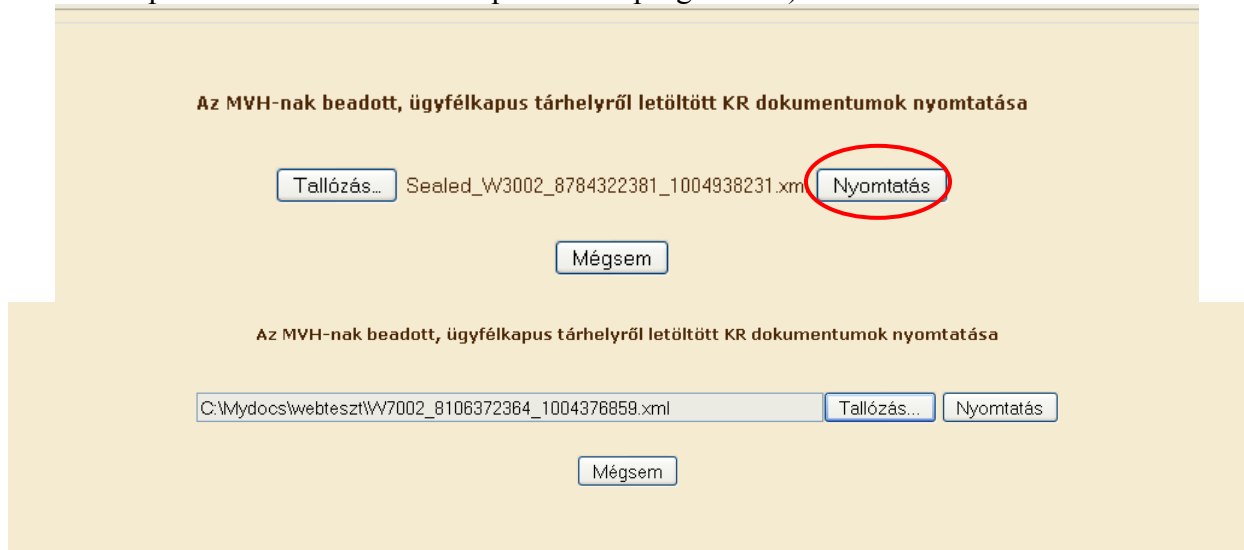 Az MVH-nak beadott, ügyfélkapus tárhelyről letöltött KR dokumentumok nyomtatása
Tallózás... Sealed_W3002_8784322381_1004938231.xm Nyomtatás
Mégsem
Az MVH-nak beadott, ügyfélkapus tárhelyről letöltött KR dokumentumok nyomtatása
C:\Mydocs\webteszt\W7002_8106372364_1004376859.xml Tallózás... Nyomtatás
Mégsem